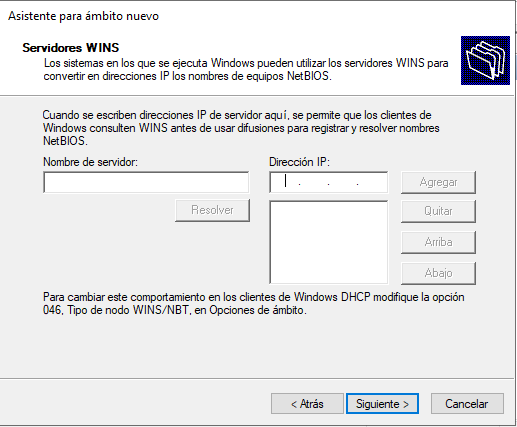 Asistente para ámbito nuevo
Servidores WINS
Los sistemas en los que se ejecuta Windows pueden utilizar los servidores WINS para
convertir en direcciones IP los nombres de equipos NetBIOS.
Cuando se escriben direcciones IP de servidor aquí, se permite que los clientes de
Windows consulten WINS antes de usar difusiones para registrar y resolver nombres
NetBIOS.
Nombre de servidor:
Dirección IP:
. . .
Agregar
Resolver
Quitar
Arriba
Abajo
Para cambiar este comportamiento en los clientes de Windows DHCP modifique la opción
046, Tipo de nodo WINS/NBT, en Opciones de ámbito.
< Atrás
Siguiente >
Cancelar